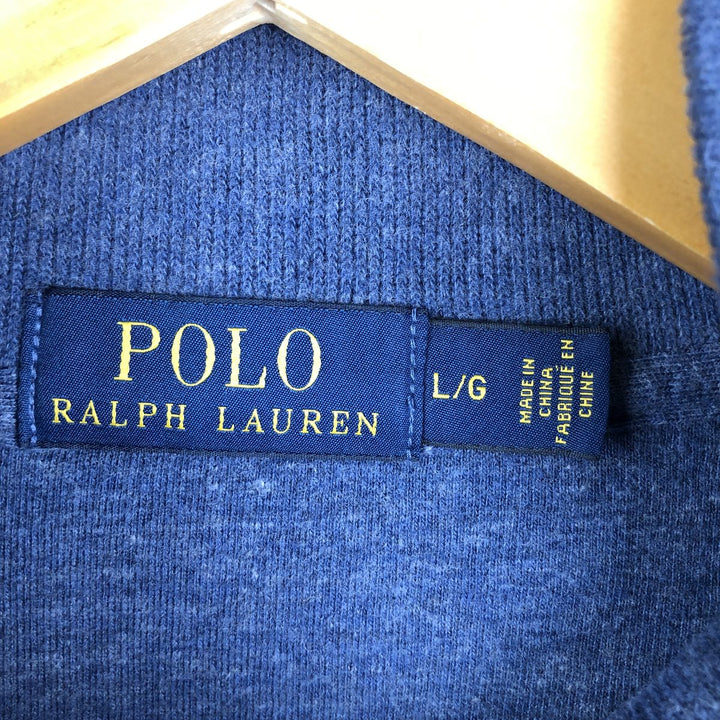 POLO
RALPH LAUREN
L/G
MADE IN
CHINA
FABRIQUÉ EN
CHINE